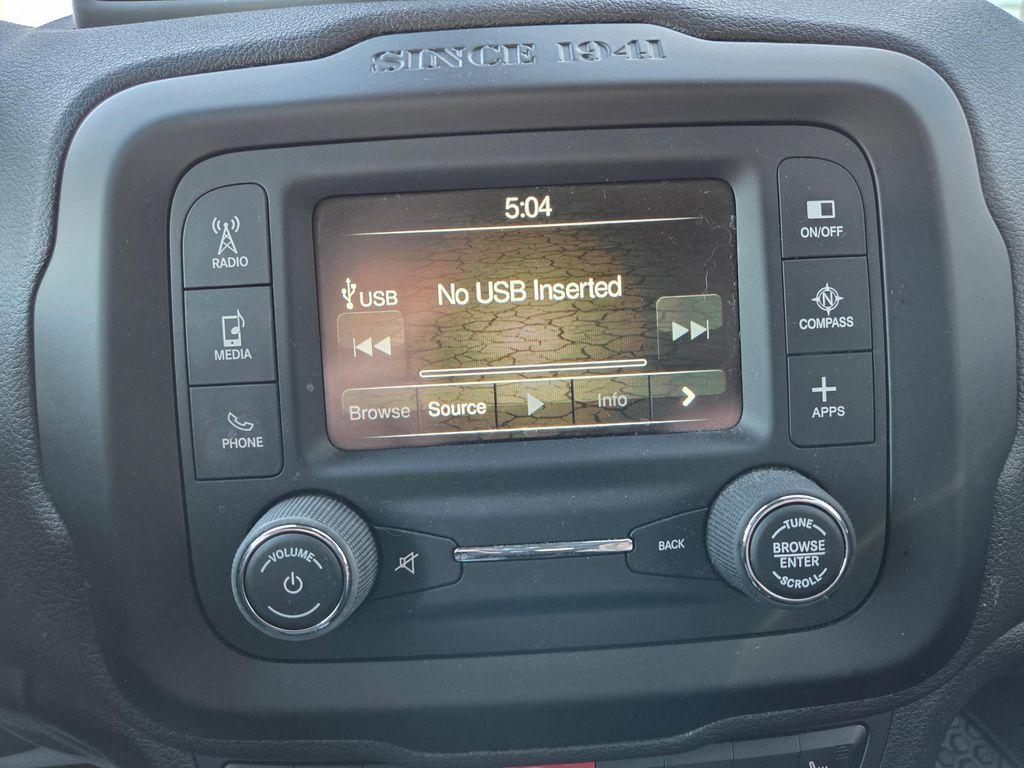 SINCE 1941
RADIO
MEDIA
PHONE
5:04
USB
No USB Inserted
Browse
Source
Info
ON/OFF
N
COMPASS
APPS
VOLUME
BACK
TUNE
BROWSE
ENTER
SCROLL